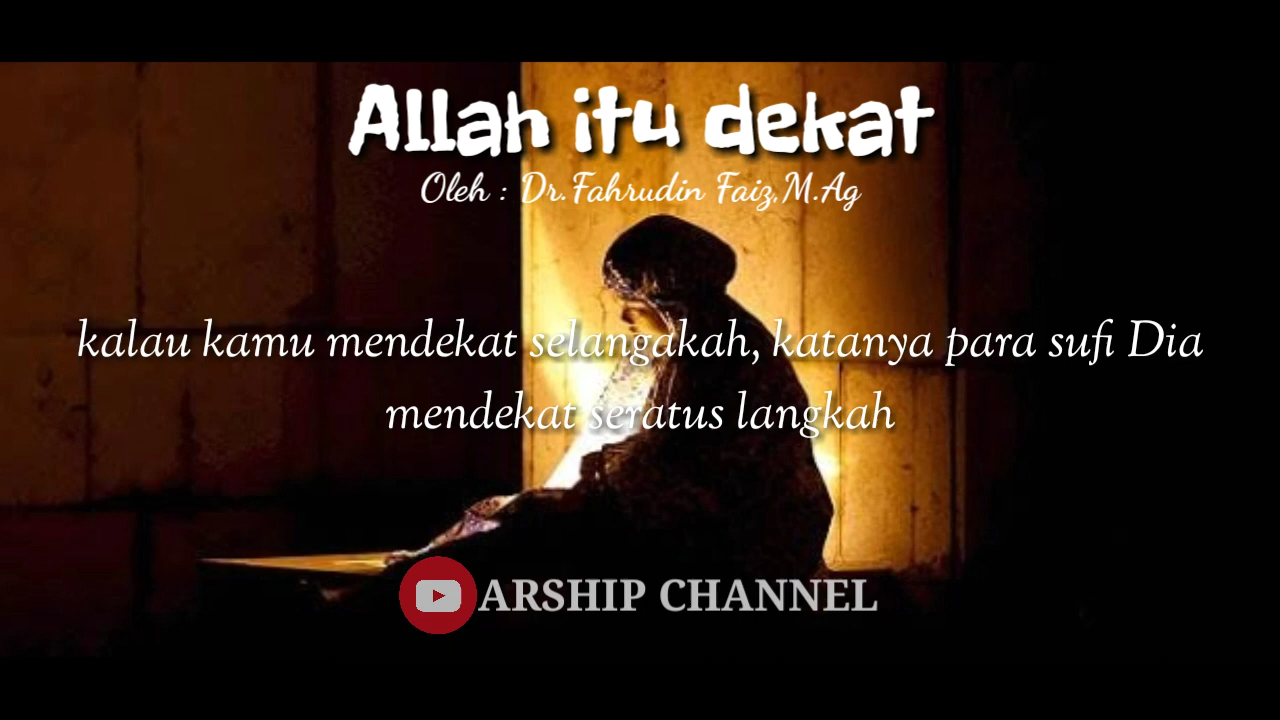 Allah itu dekat
Oleh : Dr.Fahrudin Faiz,M.Ag
kalau kamu mendekat selangakah, katanya para sufi Dia
mendekat seratus langkah
ARSHIP CHANNEL